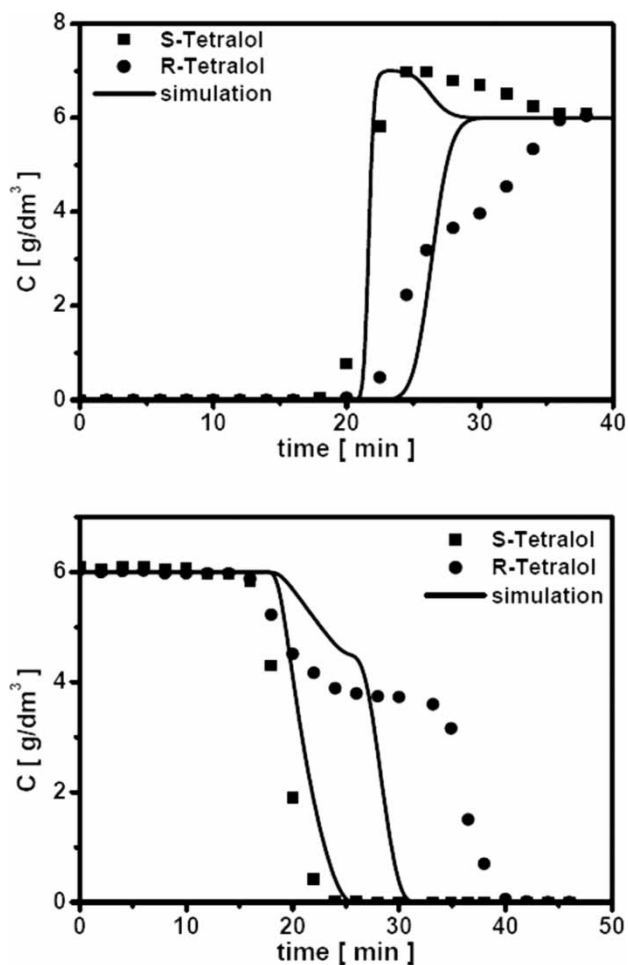 8
6
4
2
0
C [ g/dm³ ]
S-Tetralol
R-Tetralol
simulation
0 10 20 30 40
time [ min ]
6
4
2
0
C [ g/dm³ ]
S-Tetralol
R-Tetralol
simulation
0 10 20 30 40 50
time [ min ]